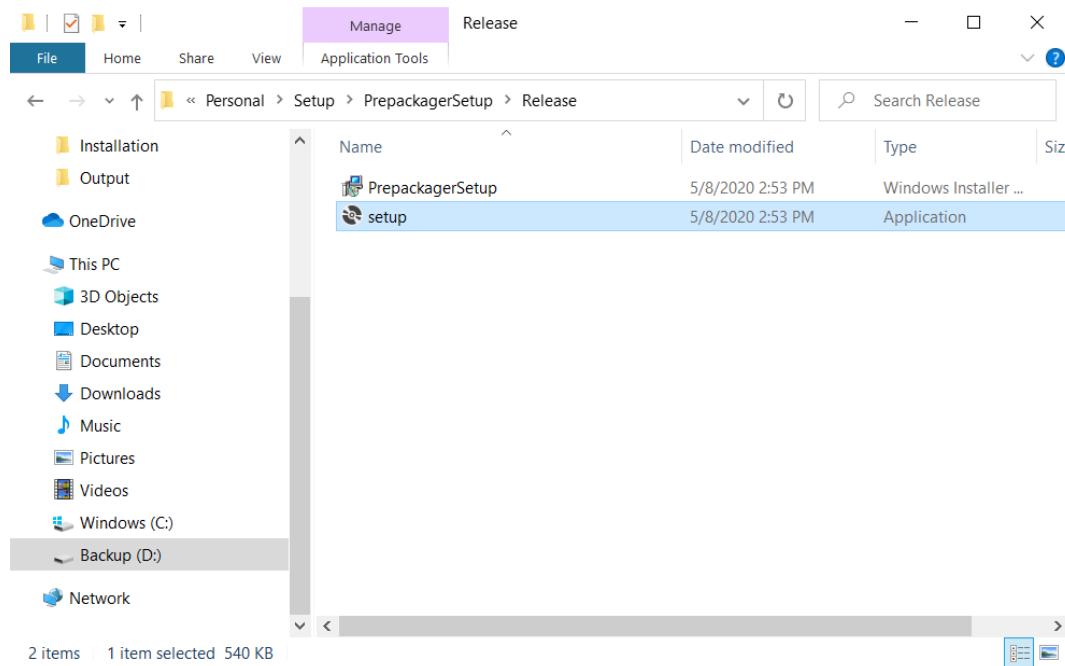 Manage Release
File Home Share View Application Tools ?
« Personal > Setup > PrepackagerSetup > Release Search Release
Installation
Output
OneDrive
This PC
3D Objects
Desktop
Documents
Downloads
Music
Pictures
Videos
Windows (C:)
Backup (D:)
Network
Name Date modified Type Siz
PrepackagerSetup 5/8/2020 2:53 PM Windows Installer ...
setup 5/8/2020 2:53 PM Application
2 items 1 item selected 540 KB